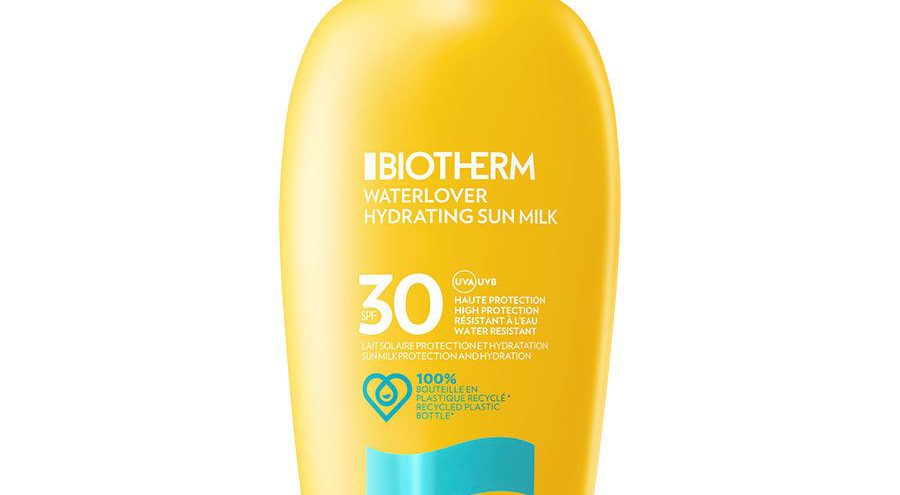 BIOTHERM
WATERLOVER
HYDRATING SUN MILK
SPF 30
UVA UVB
HAUTE PROTECTION
HIGH PROTECTION
RÉSISTANT À L'EAU
WATER RESISTANT
LAIT SOLAIRE PROTECTION ET HYDRATATION
SUN MILK PROTECTION AND HYDRATION
100%
BOUTEILLE EN
PLASTIQUE RECYCLÉ*
RECYCLED PLASTIC
BOTTLE*